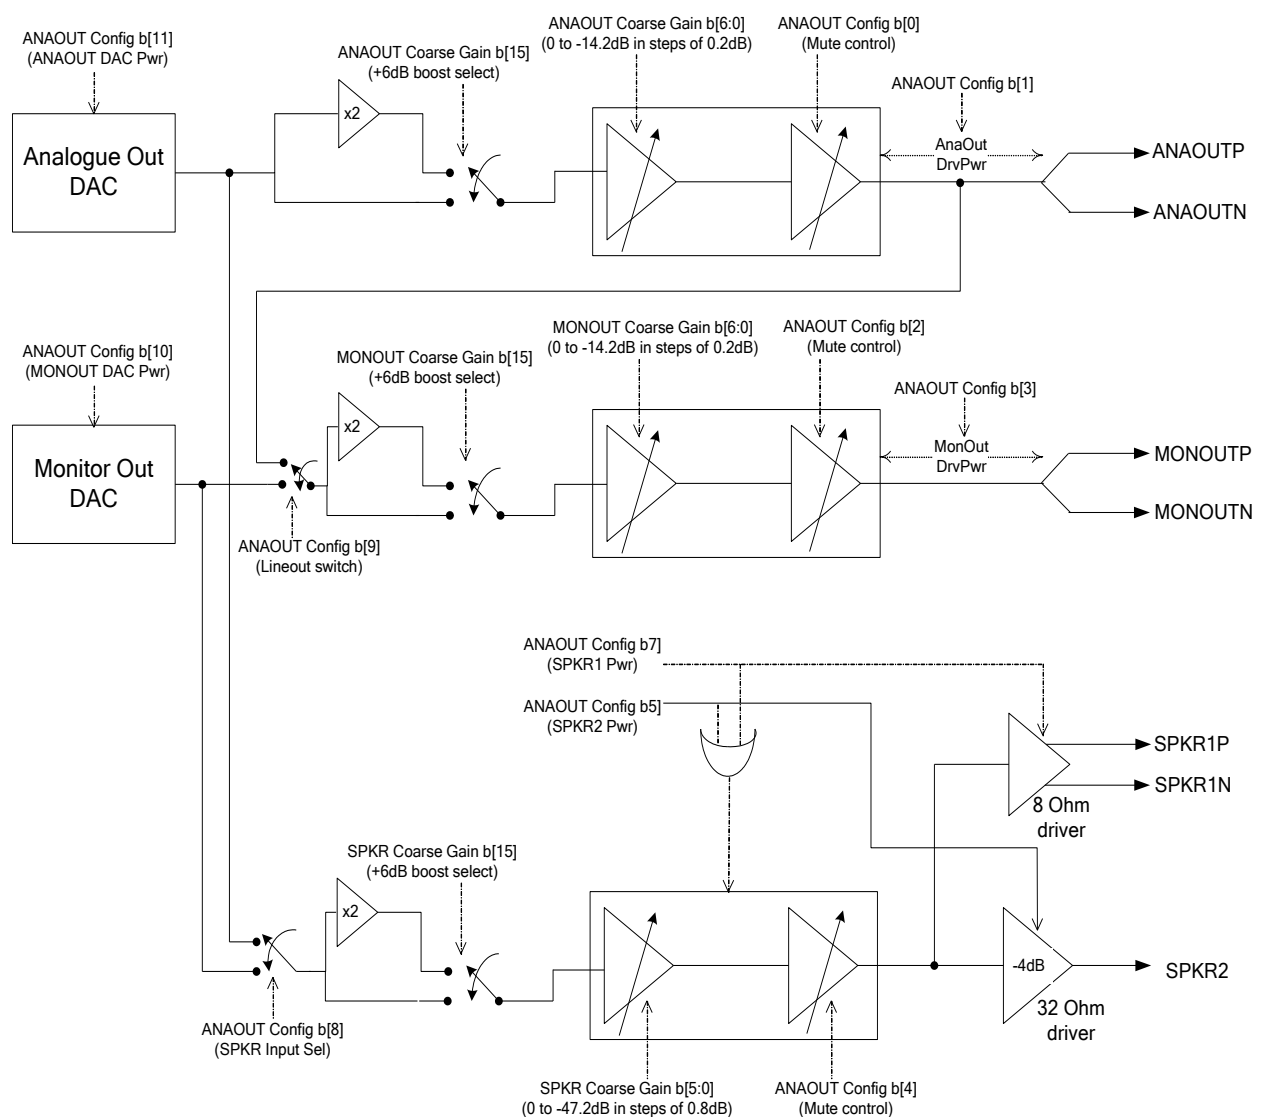 ANAOUT Config b[11]
(ANAOUT DAC Pwr)
Analogue Out
DAC
ANAOUT Coarse Gain b[15]
(+6dB boost select)
x2
ANAOUT Coarse Gain b[6:0]
(0 to -14.2dB in steps of 0.2dB)
ANAOUT Config b[0]
(Mute control)
ANAOUT Config b[1]
AnaOut
DrvPwr
ANAOUTP
ANAOUTN
ANAOUT Config b[10]
(MONOUT DAC Pwr)
Monitor Out
DAC
MONOUT Coarse Gain b[15]
(+6dB boost select)
x2
ANAOUT Config b[9]
(Lineout switch)
MONOUT Coarse Gain b[6:0]
(0 to -14.2dB in steps of 0.2dB)
ANAOUT Config b[2]
(Mute control)
ANAOUT Config b[3]
MonOut
DrvPwr
MONOUTP
MONOUTN
ANAOUT Config b7]
(SPKR1 Pwr)
ANAOUT Config b5]
(SPKR2 Pwr)
SPKR1P
SPKR1N
8 Ohm
driver
SPKR Coarse Gain b[15]
(+6dB boost select)
x2
ANAOUT Config b[8]
(SPKR Input Sel)
-4dB
SPKR2
32 Ohm
driver
SPKR Coarse Gain b[5:0]
(0 to -47.2dB in steps of 0.8dB)
ANAOUT Config b[4]
(Mute control)